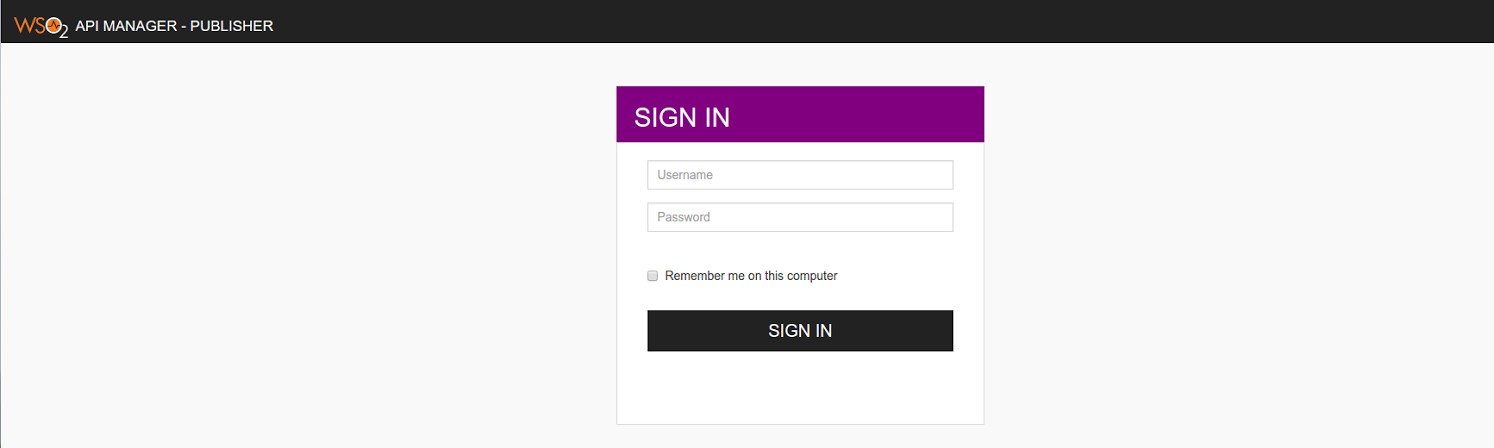 WSO2 API MANAGER - PUBLISHER
SIGN IN
Username
Password
Remember me on this computer
SIGN IN